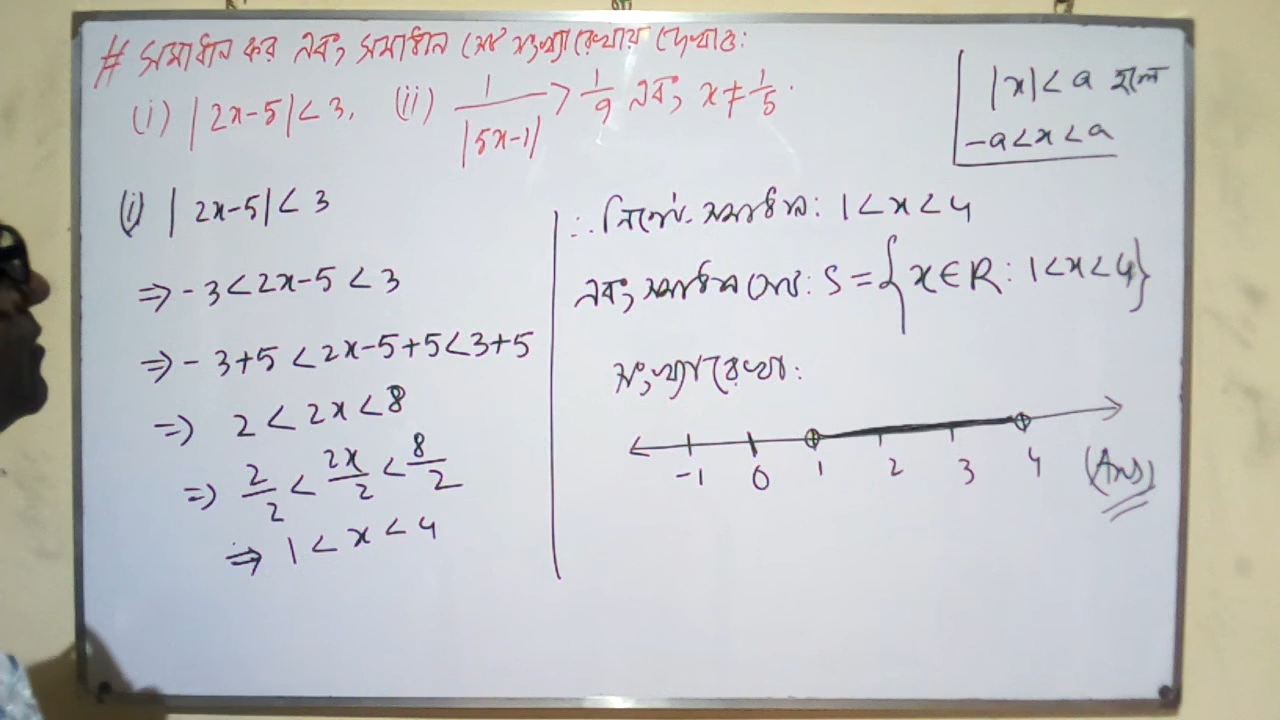 # সমাধান কর এবং সমাধান সেট সংখ্যারেখায় দেখাও:
(i) |2x-5| < 3, (ii) 1/|5x-1| > 1/9 এবং, x ≠ 1/5.
|x| < a হলে
-a < x < a
(i) |2x-5| < 3
⇒ -3 < 2x-5 < 3
⇒ -3+5 < 2x-5+5 < 3+5
⇒ 2 < 2x < 8
⇒ 2/2 < 2x/2 < 8/2
⇒ 1 < x < 4
∴ নির্ণেয় সমাধান: 1 < x < 4
এবং, সমাধান সেট: S = {x ∈ R : 1 < x < 4}
সংখ্যারেখা:
-1 0 1 2 3 4 (Ans)